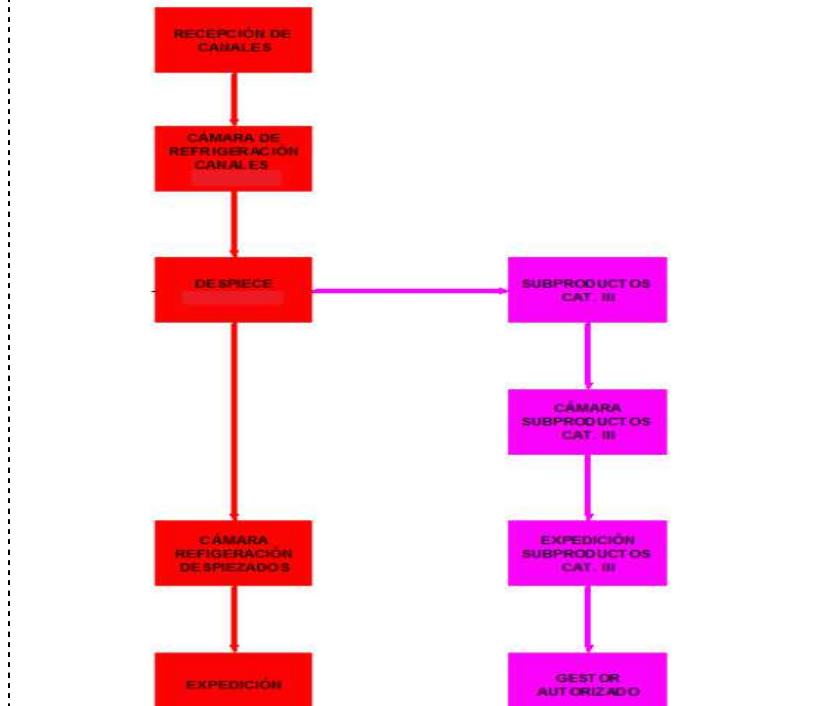 RECEPCIÓN DE
CANALES
CÁMARA DE
REFRIGERACIÓN
CANALES
DESPIECE
SUBPRODUCTOS
CAT. III
CÁMARA
SUBPRODUCTOS
CAT. III
CÁMARA
REFIGERACIÓN
DESPIEZADOS
EXPEDICIÓN
SUBPRODUCTOS
CAT. III
EXPEDICIÓN
GESTOR
AUTORIZADO